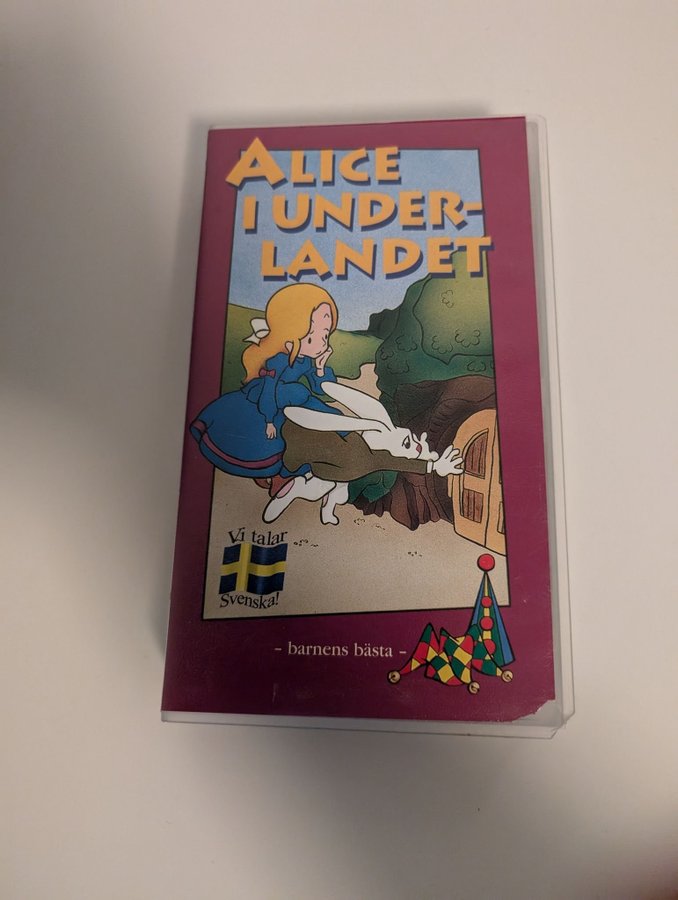 ALICE
I UNDER-
LANDET
Vi talar
Svenska!
- barnens bästa -